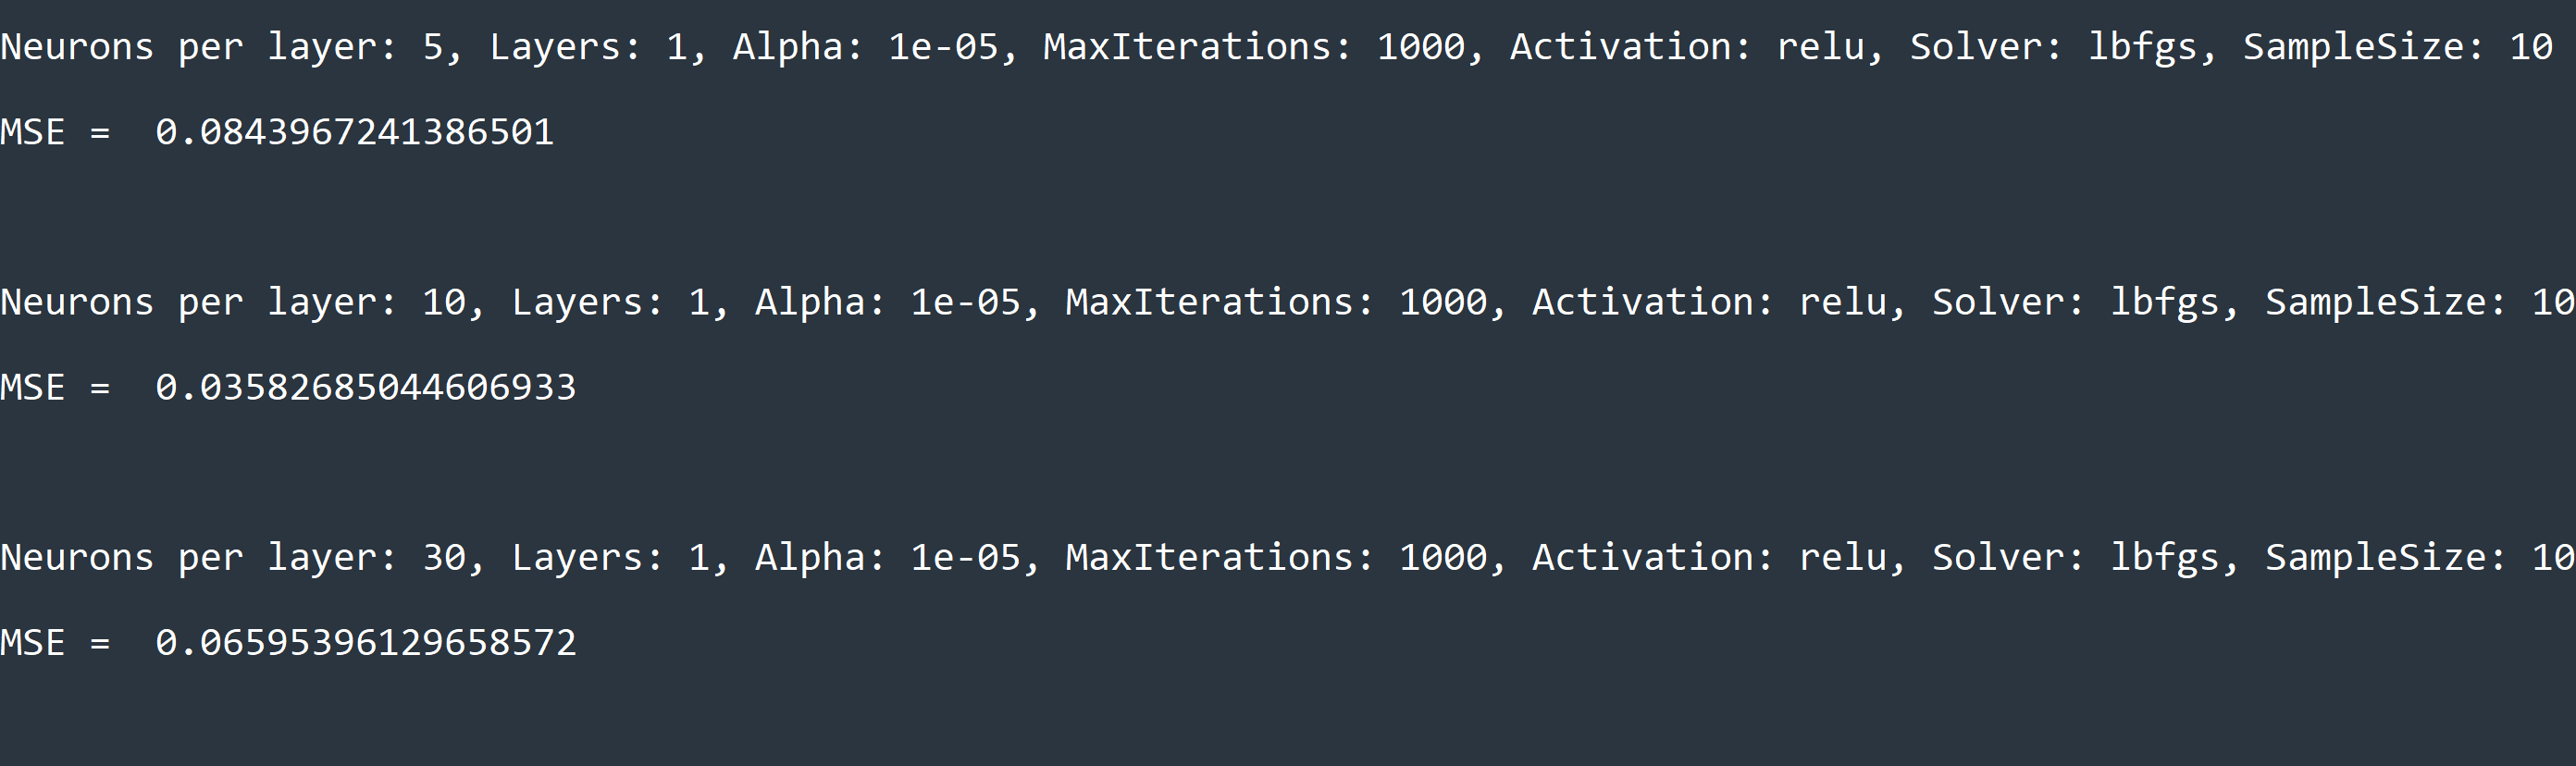 Neurons per layer: 5, Layers: 1, Alpha: 1e-05, MaxIterations: 1000, Activation: relu, Solver: lbfgs, SampleSize: 10
MSE =  0.0843967241386501
Neurons per layer: 10, Layers: 1, Alpha: 1e-05, MaxIterations: 1000, Activation: relu, Solver: lbfgs, SampleSize: 10
MSE =  0.03582685044606933
Neurons per layer: 30, Layers: 1, Alpha: 1e-05, MaxIterations: 1000, Activation: relu, Solver: lbfgs, SampleSize: 10
MSE =  0.06595396129658572